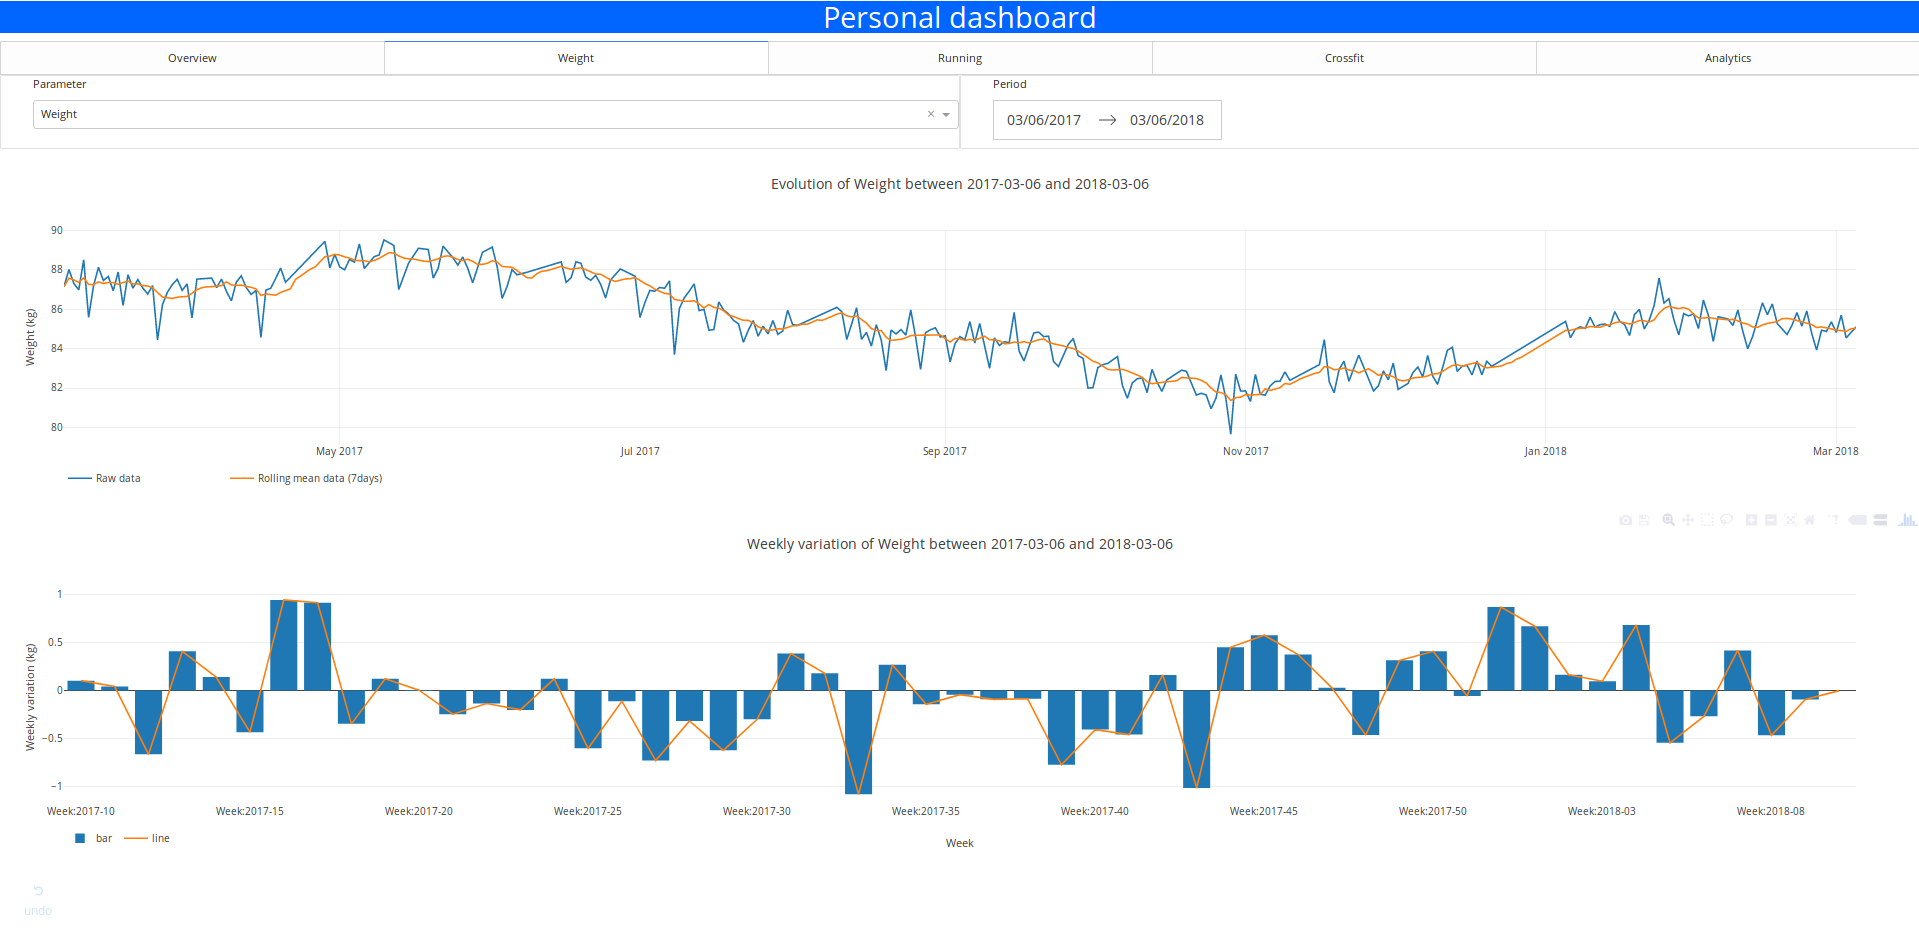 Personal dashboard
Overview Weight Running Crossfit Analytics
Parameter Period
Weight × 03/06/2017 → 03/06/2018
Evolution of Weight between 2017-03-06 and 2018-03-06
90
88
86
84
82
80
Weight (kg)
May 2017 Jul 2017 Sep 2017 Nov 2017 Jan 2018 Mar 2018
Raw data Rolling mean data (7days)
Weekly variation of Weight between 2017-03-06 and 2018-03-06
1
0.5
0
−0.5
−1
Weekly variation (kg)
Week:2017-10 Week:2017-15 Week:2017-20 Week:2017-25 Week:2017-30 Week:2017-35 Week:2017-40 Week:2017-45 Week:2017-50 Week:2018-03 Week:2018-08
bar line
Week
undo